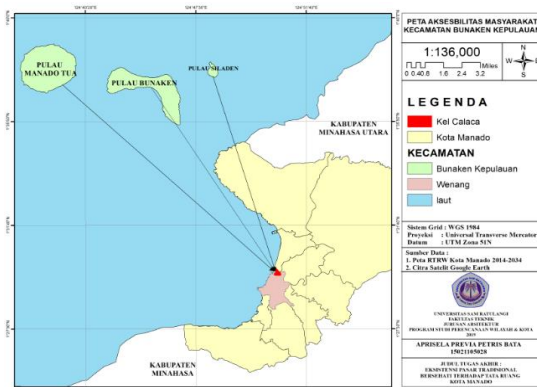 PULAU
MANADO TUA
PULAU BUNAKEN
PULAU SILADEN
KABUPATEN
MINAHASA UTARA
KABUPATEN
MINAHASA
PETA AKSESBILITAS MASYARAKAT
KECAMATAN BUNAKEN KEPULAUAN
1:136,000
0 0.40.8 1.6 2.4 3.2
Miles
N
W
E
S
LEGENDA
Kel Calaca
Kota Manado
KECAMATAN
Bunaken Kepulauan
Wenang
laut
Sistem Grid : WGS 1984
Proyeksi : Universal Transverse Mercator
Datum : UTM Zona 51N
Sumber Data :
1. Peta RTRW Kota Manado 2014-2034
2. Citra Satelit Google Earth
UNIVERSITAS SAM RATULANGI
FAKULTAS TEKNIK
JURUSAN ARSITEKTUR
PROGRAM STUDI PERENCANAAN WILAYAH & KOTA
2019
APRISELA PREVIA PETRIS BATA
15021105028
JUDUL TUGAS AKHIR :
EKSISTENSI PASAR TRADISIONAL
BERSEHATI TERHADAP TATA RUANG
KOTA MANADO